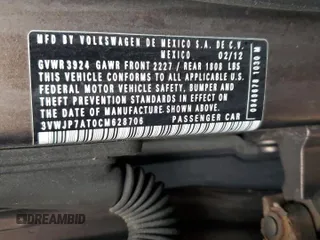 MFD BY VOLKSWAGEN DE MEXICO S.A. DE C.V.
02/12
GVWR 3924 GAWR FRONT 2227 / REAR 1808 LBS
THIS VEHICLE CONFORMS TO ALL APPLICABLE U.S.
FEDERAL MOTOR VEHICLE SAFETY, BUMPER AND
THEFT PREVENTION STANDARDS IN EFFECT ON
THE DATE OF MANUFACTURE SHOWN ABOVE.
3VWJP7AT0CM628706 PASSENGER CAR
DREAMBID